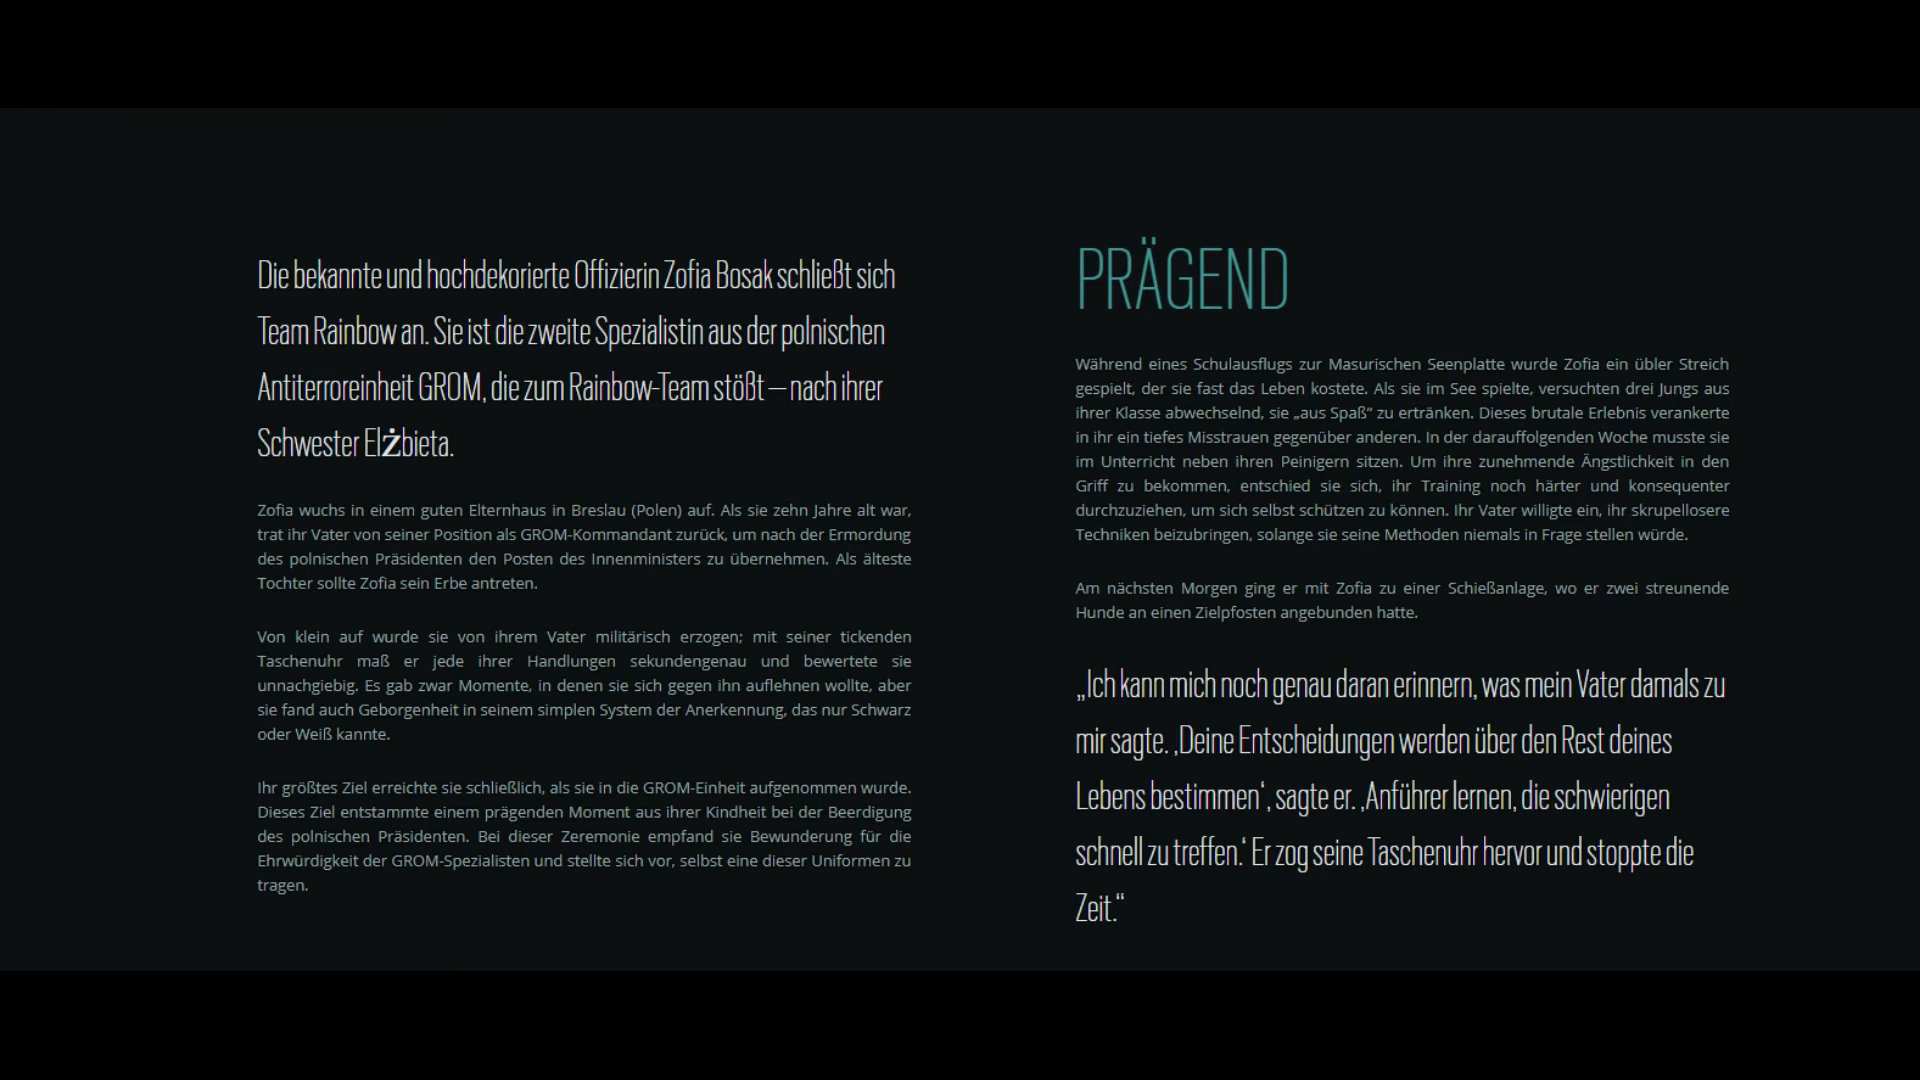 Die bekannte und hochdekorierte Offizierin Zofia Bosak schließt sich
Team Rainbow an. Sie ist die zweite Spezialistin aus der polnischen
Antiterroreinheit GROM, die zum Rainbow-Team stößt – nach ihrer
Schwester Elżbieta.
Zofia wuchs in einem guten Elternhaus in Breslau (Polen) auf. Als sie zehn Jahre alt war,
trat ihr Vater von seiner Position als GROM-Kommandant zurück, um nach der Ermordung
des polnischen Präsidenten den Posten des Innenministers zu übernehmen. Als älteste
Tochter sollte Zofia sein Erbe antreten.
Von klein auf wurde sie von ihrem Vater militärisch erzogen; mit seiner tickenden
Taschenuhr maß er jede ihrer Handlungen sekundengenau und bewertete sie
unnachgiebig. Es gab zwar Momente, in denen sie sich gegen ihn auflehnen wollte, aber
sie fand auch Geborgenheit in seinem simplen System der Anerkennung, das nur Schwarz
oder Weiß kannte.
Ihr größtes Ziel erreichte sie schließlich, als sie in die GROM-Einheit aufgenommen wurde.
Dieses Ziel entstammte einem prägenden Moment aus ihrer Kindheit bei der Beerdigung
des polnischen Präsidenten. Bei dieser Zeremonie empfand sie Bewunderung für die
Ehrwürdigkeit der GROM-Spezialisten und stellte sich vor, selbst eine dieser Uniformen zu
tragen.
PRÄGEND
Während eines Schulausflugs zur Masurischen Seenplatte wurde Zofia ein übler Streich
gespielt, der sie fast das Leben kostete. Als sie im See spielte, versuchten drei Jungs aus
ihrer Klasse abwechselnd, sie „aus Spaß“ zu ertränken. Dieses brutale Erlebnis verankerte
in ihr ein tiefes Misstrauen gegenüber anderen. In der darauffolgenden Woche musste sie
im Unterricht neben ihren Peinigern sitzen. Um ihre zunehmende Ängstlichkeit in den
Griff zu bekommen, entschied sie sich, ihr Training noch härter und konsequenter
durchzuziehen, um sich selbst schützen zu können. Ihr Vater willigte ein, ihr skrupellosere
Techniken beizubringen, solange sie seine Methoden niemals in Frage stellen würde.
Am nächsten Morgen ging er mit Zofia zu einer Schießanlage, wo er zwei streunende
Hunde an einen Zielpfosten angebunden hatte.
„Ich kann mich noch genau daran erinnern, was mein Vater damals zu
mir sagte. ‚Deine Entscheidungen werden über den Rest deines
Lebens bestimmen‘, sagte er. ‚Anführer lernen, die schwierigen
schnell zu treffen.‘ Er zog seine Taschenuhr hervor und stoppte die
Zeit.“